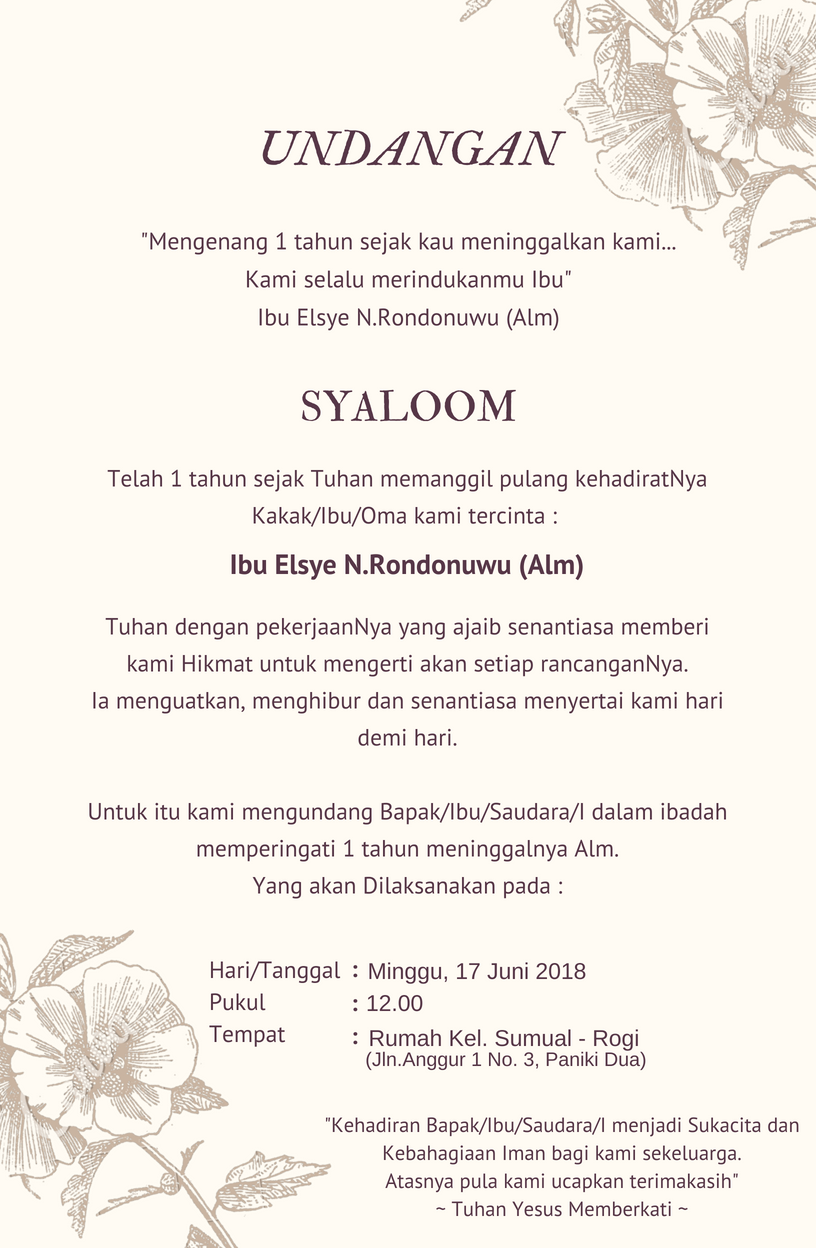 UNDANGAN
"Mengenang 1 tahun sejak kau meninggalkan kami...
Kami selalu merindukanmu Ibu"
Ibu Elsye N.Rondonuwu (Alm)
SYALOOM
Telah 1 tahun sejak Tuhan memanggil pulang kehadiratNya
Kakak/Ibu/Oma kami tercinta :
Ibu Elsye N.Rondonuwu (Alm)
Tuhan dengan pekerjaanNya yang ajaib senantiasa memberi
kami Hikmat untuk mengerti akan setiap rancanganNya.
Ia menguatkan, menghibur dan senantiasa menyertai kami hari
demi hari.
Untuk itu kami mengundang Bapak/Ibu/Saudara/I dalam ibadah
memperingati 1 tahun meninggalnya Alm.
Yang akan Dilaksanakan pada :
Hari/Tanggal : Minggu, 17 Juni 2018
Pukul : 12.00
Tempat : Rumah Kel. Sumual - Rogi
(Jln.Anggur 1 No. 3, Paniki Dua)
"Kehadiran Bapak/Ibu/Saudara/I menjadi Sukacita dan
Kebahagiaan Iman bagi kami sekeluarga.
Atasnya pula kami ucapkan terimakasih"
~ Tuhan Yesus Memberkati ~